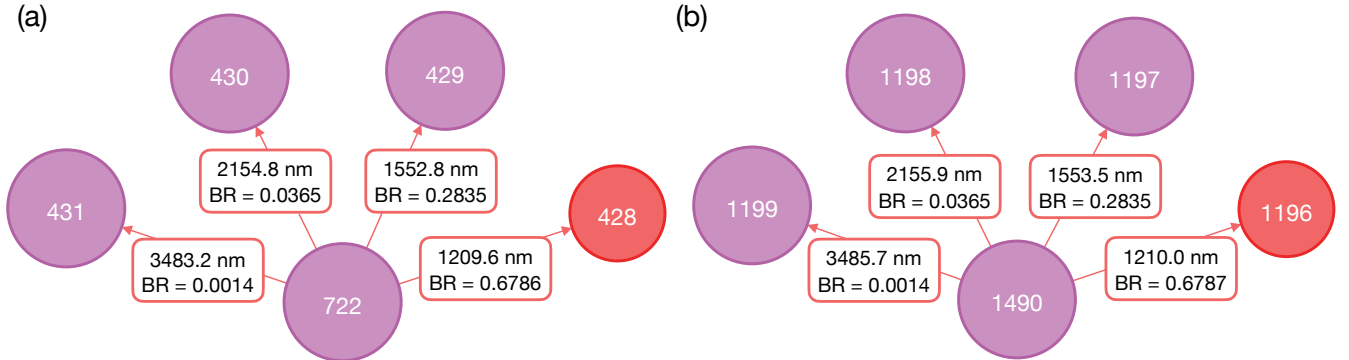 (a)
430
429
2154.8 nm
BR = 0.0365
1552.8 nm
BR = 0.2835
431
428
3483.2 nm
BR = 0.0014
1209.6 nm
BR = 0.6786
722
(b)
1198
1197
2155.9 nm
BR = 0.0365
1553.5 nm
BR = 0.2835
1199
1196
3485.7 nm
BR = 0.0014
1210.0 nm
BR = 0.6787
1490